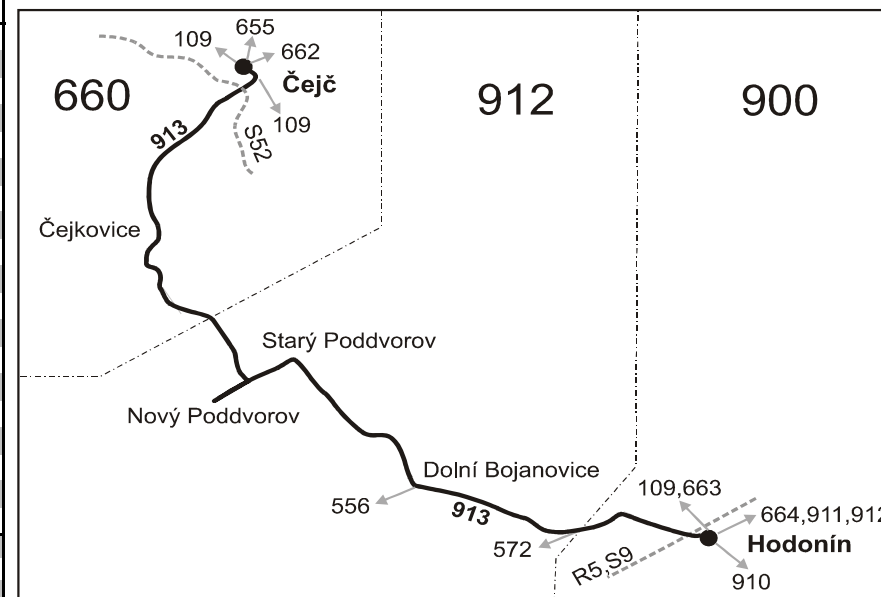 655
109
662
Čejč
660
912
900
109
913
S52
Čejkovice
Starý Poddvorov
Nový Poddvorov
Dolní Bojanovice
109,663
556
913
664,911,912
572
Hodonín
R5,S9
910